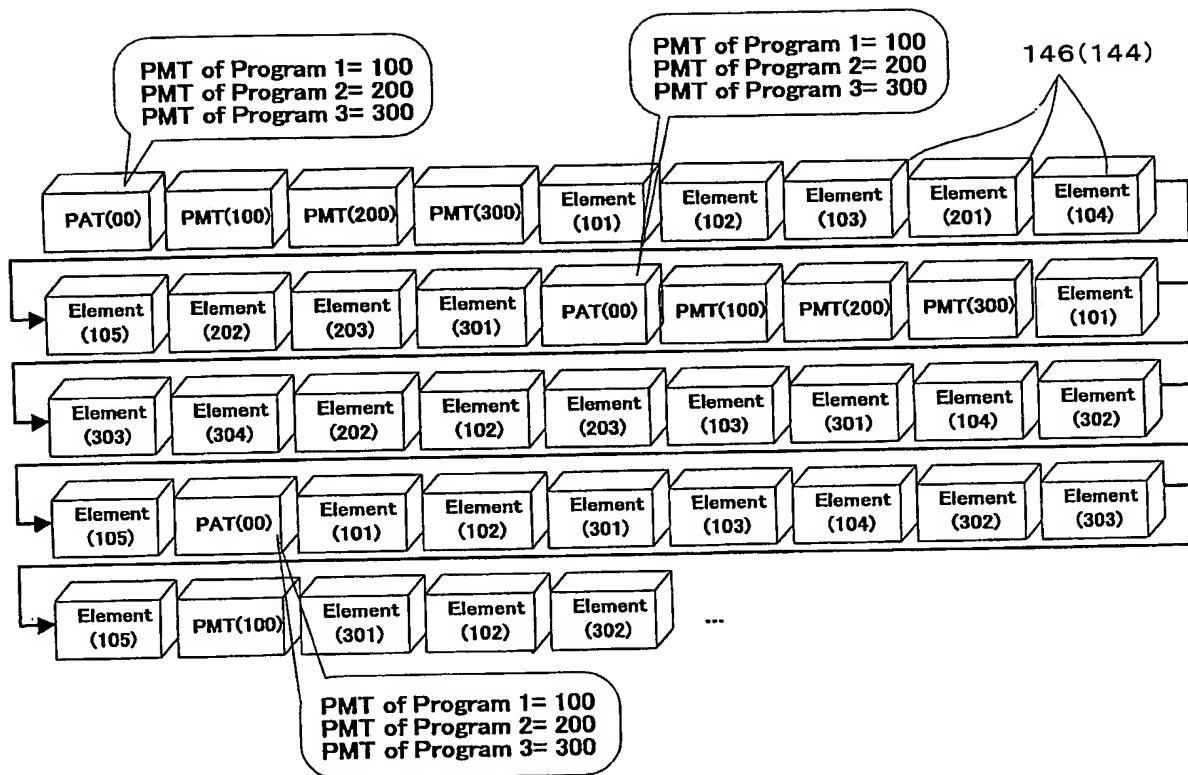 PMT of Program 1= 100
PMT of Program 2= 200
PMT of Program 3= 300
PMT of Program 1= 100
PMT of Program 2= 200
PMT of Program 3= 300
146(144)
PAT(00)
PMT(100)
PMT(200)
PMT(300)
Element
(101)
Element
(102)
Element
(103)
Element
(201)
Element
(104)
Element
(105)
Element
(202)
Element
(203)
Element
(301)
PAT(00)
PMT(100)
PMT(200)
PMT(300)
Element
(101)
Element
(303)
Element
(304)
Element
(202)
Element
(102)
Element
(203)
Element
(103)
Element
(301)
Element
(104)
Element
(302)
Element
(105)
PAT(00)
Element
(101)
Element
(102)
Element
(301)
Element
(103)
Element
(104)
Element
(302)
Element
(303)
Element
(105)
PMT(100)
Element
(301)
Element
(102)
Element
(302)
...
PMT of Program 1= 100
PMT of Program 2= 200
PMT of Program 3= 300